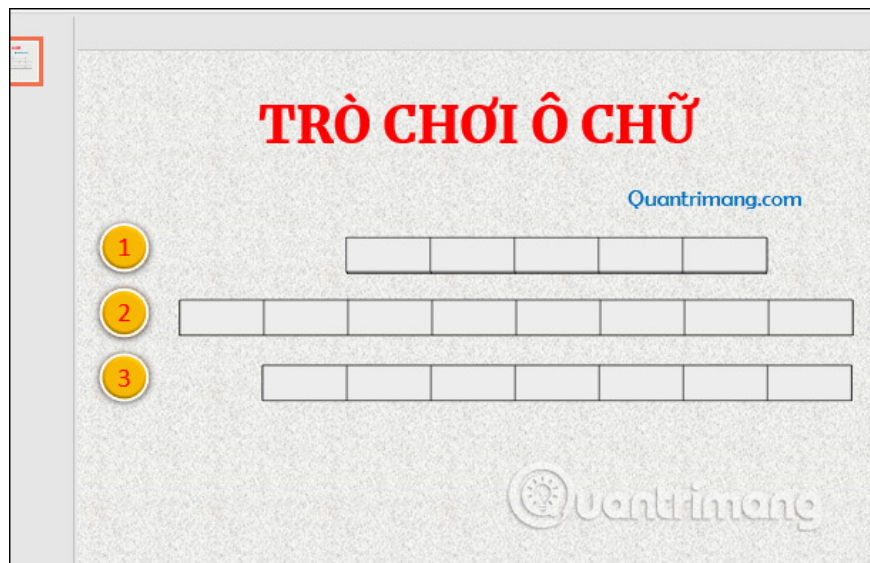 TRÒ CHƠI Ô CHỮ
Quantrimang.com
1
2
3
Quantrimang